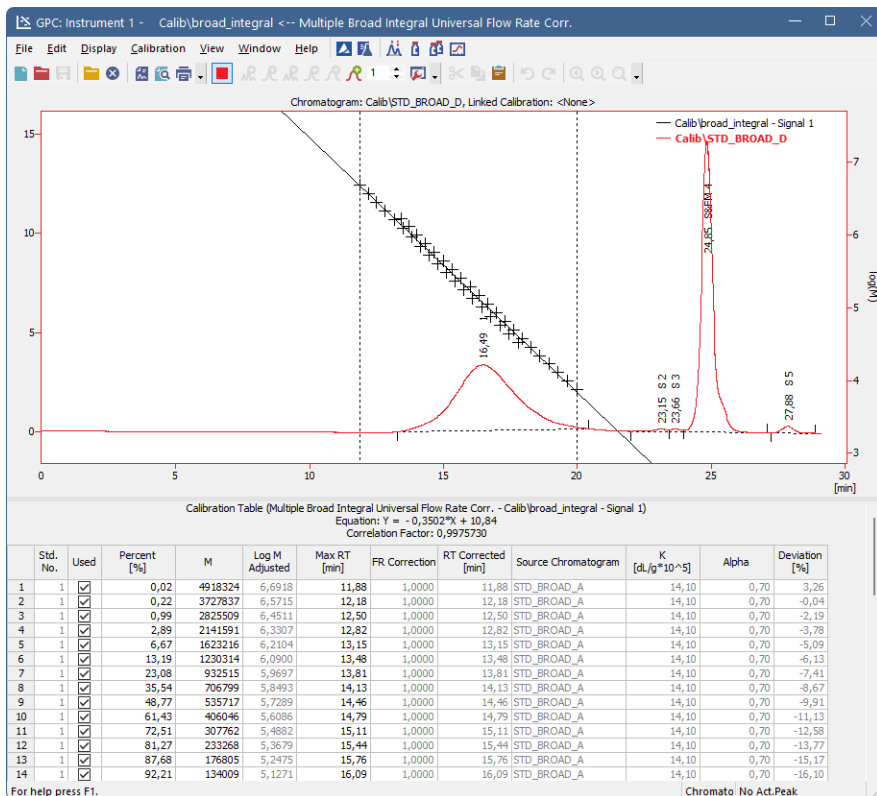 GPC: Instrument 1 - Calib\broad_integral <-- Multiple Broad Integral Universal Flow Rate Corr.
File Edit Display Calibration View Window Help
1
Chromatogram: Calib\STD_BROAD_D, Linked Calibration: <None>
Calib\broad_integral - Signal 1
Calib\STD_BROAD_D
15
10
5
0
7
6
5
4
3
log(M)
16,49 1
23,15 S 2
23,66 S 3
24,85 S&EM 4
27,88 S 5
0 5 10 15 20 25 30
[min]
Calibration Table (Multiple Broad Integral Universal Flow Rate Corr. - Calib\broad_integral - Signal 1)
Equation: Y = - 0,3502*X + 10,84
Correlation Factor: 0,9975730
Std. No. Used Percent [%] M Log M Adjusted Max RT [min] FR Correction RT Corrected [min] Source Chromatogram K [dL/g*10^5] Alpha Deviation [%]
1 1 0,02 4918324 6,6918 11,88 1,0000 11,88 STD_BROAD_A 14,10 0,70 3,26
2 1 0,22 3727837 6,5715 12,18 1,0000 12,18 STD_BROAD_A 14,10 0,70 -0,04
3 1 0,99 2825509 6,4511 12,50 1,0000 12,50 STD_BROAD_A 14,10 0,70 -2,19
4 1 2,89 2141591 6,3307 12,82 1,0000 12,82 STD_BROAD_A 14,10 0,70 -3,78
5 1 6,67 1623216 6,2104 13,15 1,0000 13,15 STD_BROAD_A 14,10 0,70 -5,09
6 1 13,19 1230314 6,0900 13,48 1,0000 13,48 STD_BROAD_A 14,10 0,70 -6,13
7 1 23,08 932515 5,9697 13,81 1,0000 13,81 STD_BROAD_A 14,10 0,70 -7,41
8 1 35,54 706799 5,8493 14,13 1,0000 14,13 STD_BROAD_A 14,10 0,70 -8,67
9 1 48,77 535717 5,7289 14,46 1,0000 14,46 STD_BROAD_A 14,10 0,70 -9,91
10 1 61,43 406046 5,6086 14,79 1,0000 14,79 STD_BROAD_A 14,10 0,70 -11,13
11 1 72,51 307762 5,4882 15,11 1,0000 15,11 STD_BROAD_A 14,10 0,70 -12,58
12 1 81,27 233268 5,3679 15,44 1,0000 15,44 STD_BROAD_A 14,10 0,70 -13,77
13 1 87,68 176805 5,2475 15,76 1,0000 15,76 STD_BROAD_A 14,10 0,70 -15,17
14 1 92,21 134009 5,1271 16,09 1,0000 16,09 STD_BROAD_A 14,10 0,70 -16,10
For help press F1.
Chromato No Act.Peak